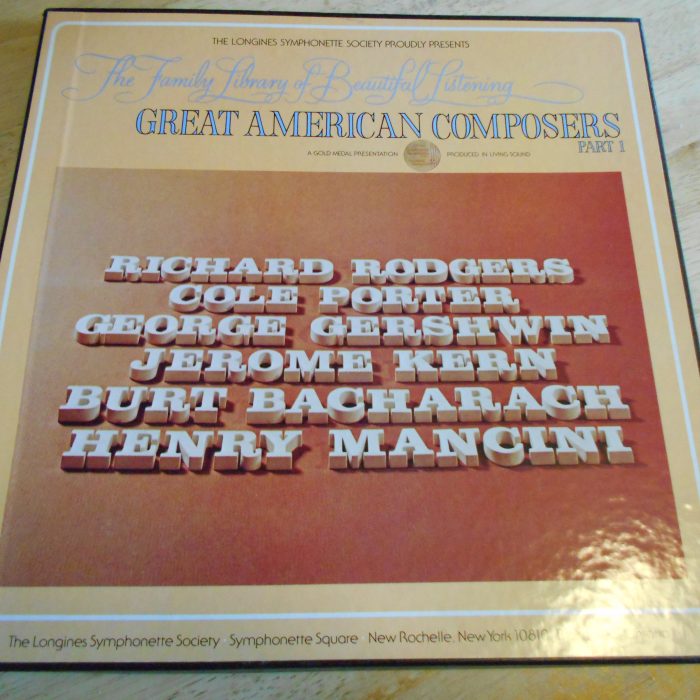 THE LONGINES SYMPHONETTE SOCIETY PROUDLY PRESENTS
The Family Library of Beautiful Listening
GREAT AMERICAN COMPOSERS
PART 1
A GOLD MEDAL PRESENTATION PRODUCED IN LIVING SOUND
RICHARD RODGERS
COLE PORTER
GEORGE GERSHWIN
JEROME KERN
BURT BACHARACH
HENRY MANCINI
The Longines Symphonette Society · Symphonette Square · New Rochelle, New York 10810